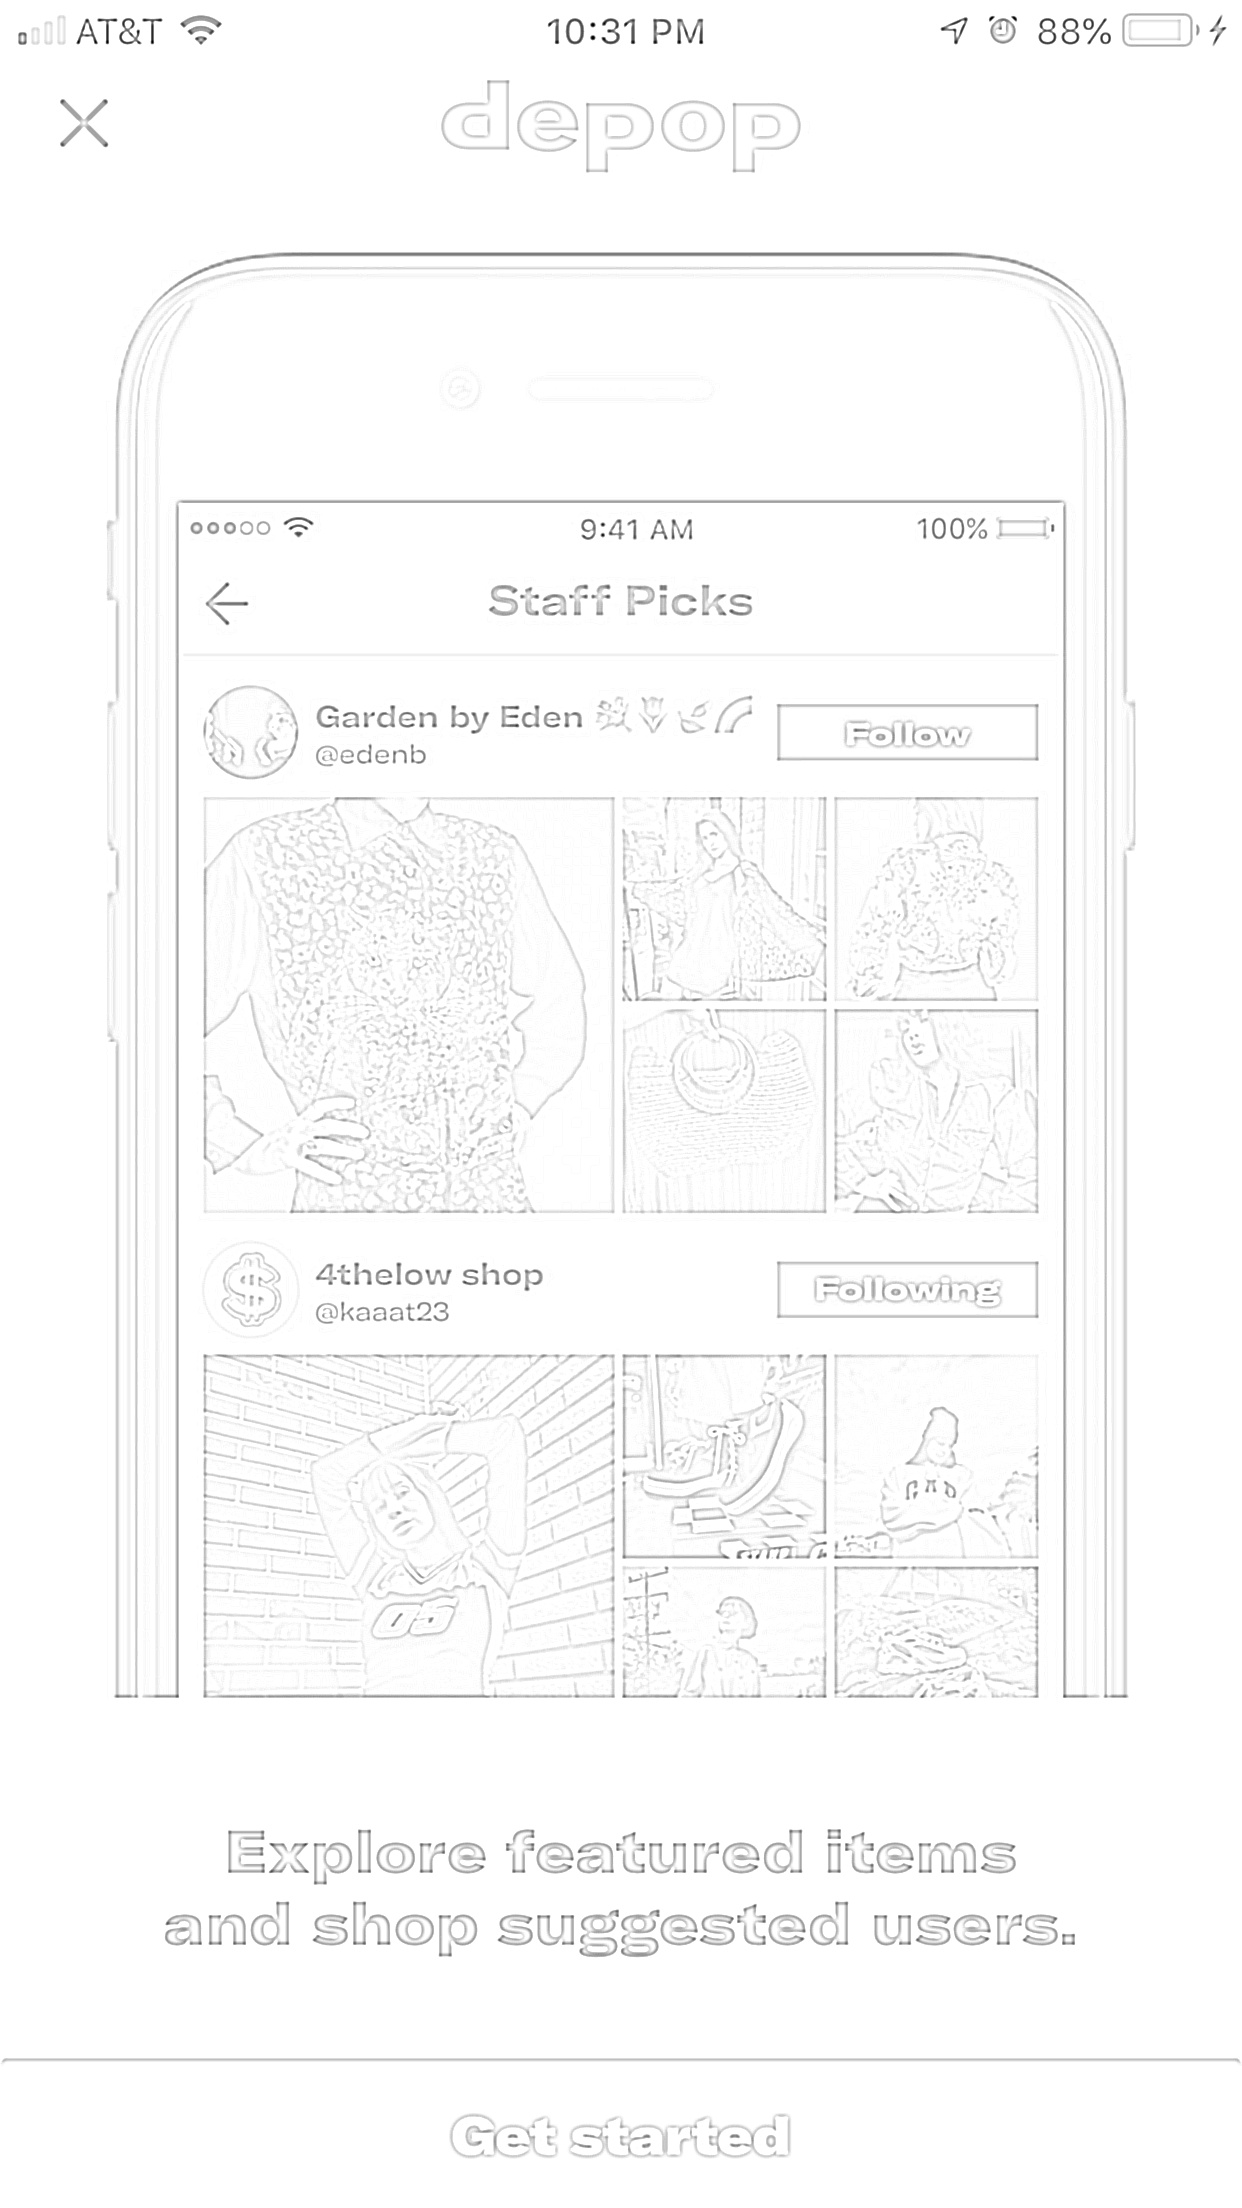 AT&T 10:31 PM 88%
depop
9:41 AM 100%
Staff Picks
Garden by Eden Follow
@edenb
4thelow shop Following
@kaaat23
05
Explore featured items
and shop suggested users.
Get started